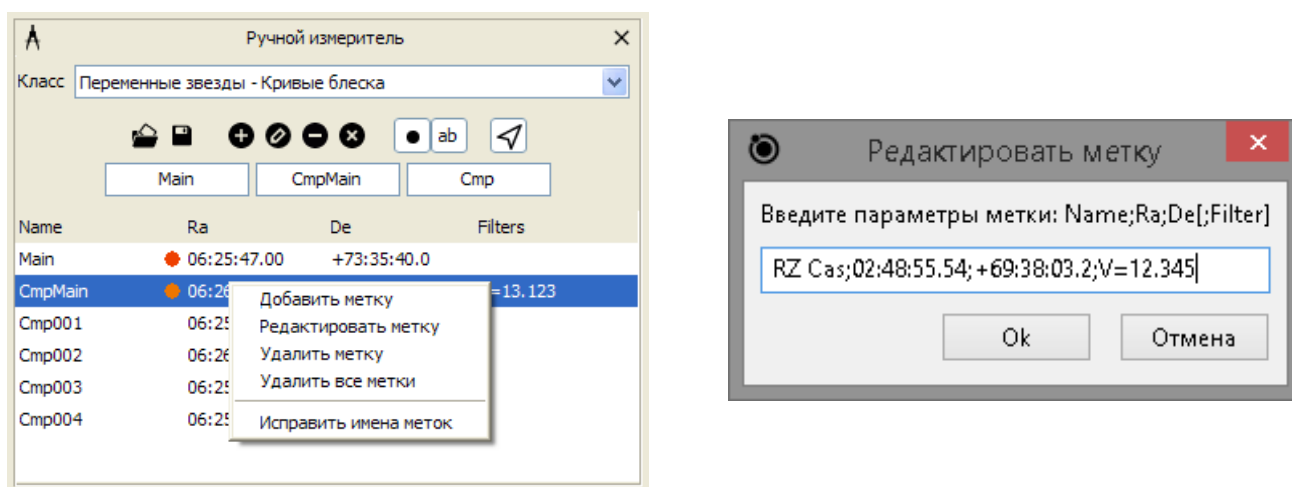 Ручной измеритель
Класс Переменные звезды - Кривые блеска
ab
Main CmpMain Cmp
Name Ra De Filters
Main 06:25:47.00 +73:35:40.0
CmpMain 06:26 =13.123
Cmp001 06:25
Cmp002 06:26
Cmp003 06:25
Cmp004 06:25
Добавить метку
Редактировать метку
Удалить метку
Удалить все метки
Исправить имена меток
Редактировать метку
Введите параметры метки: Name;Ra;De[;Filter]
RZ Cas;02:48:55.54;+69:38:03.2;V=12.345
Ok Отмена